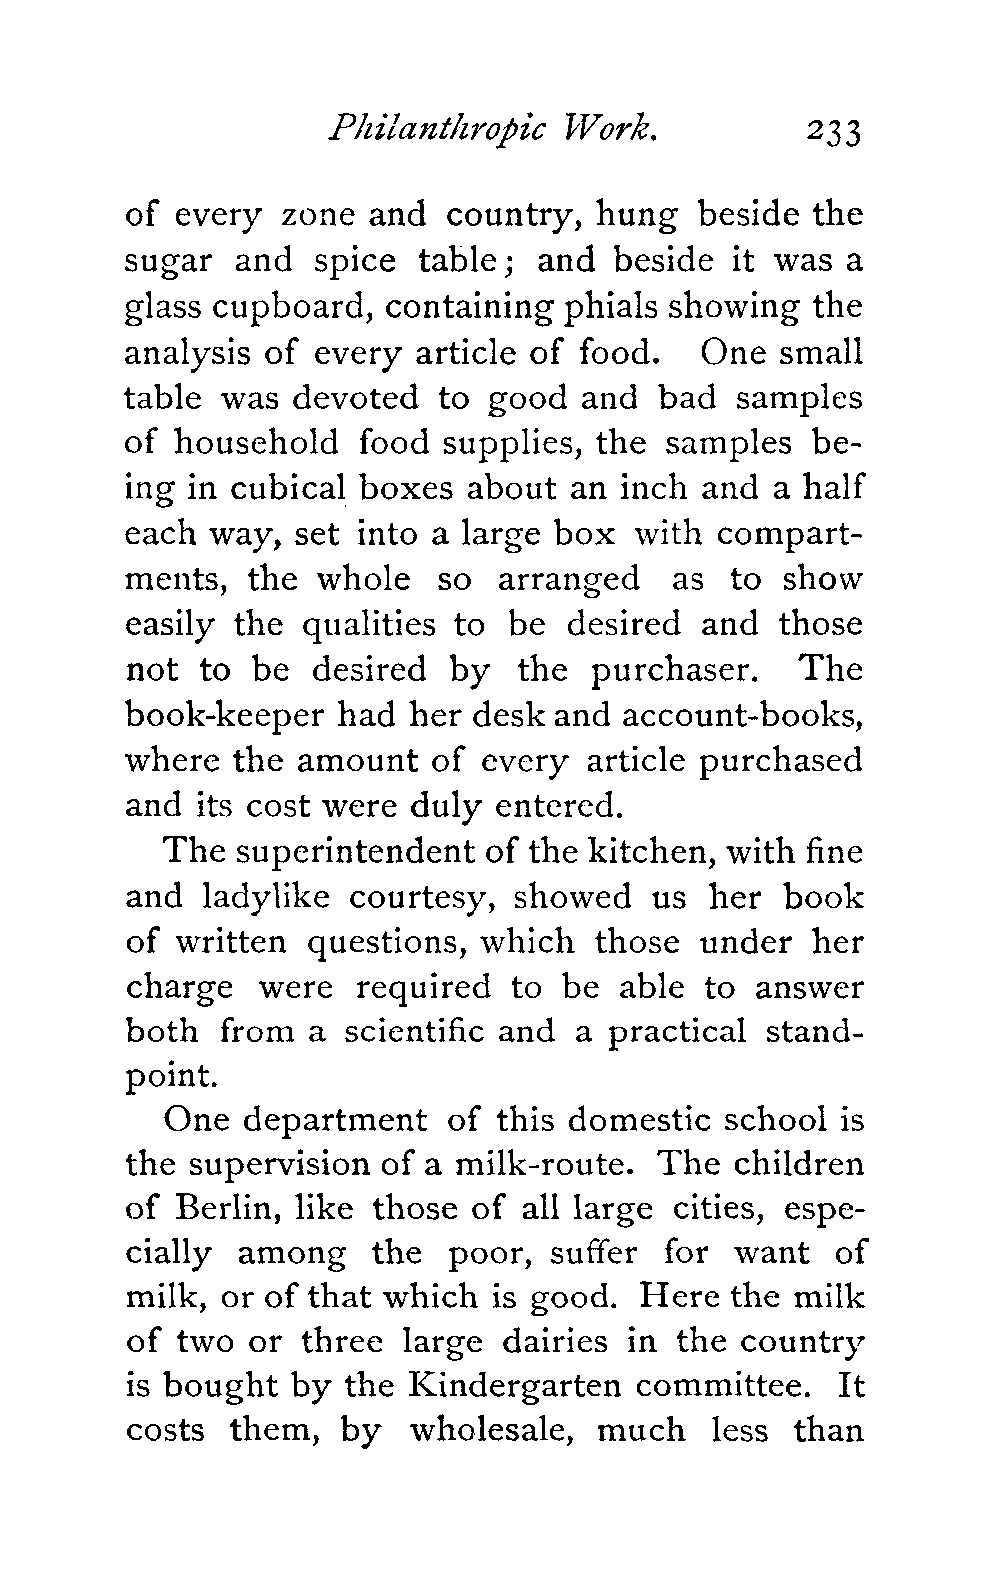 Philanthropic Work. 233
of every zone and country, hung beside the
sugar and spice table; and beside it was a
glass cupboard, containing phials showing the
analysis of every article of food. One small
table was devoted to good and bad samples
of household food supplies, the samples be-
ing in cubical boxes about an inch and a half
each way, set into a large box with compart-
ments, the whole so arranged as to show
easily the qualities to be desired and those
not to be desired by the purchaser. The
book-keeper had her desk and account-books,
where the amount of every article purchased
and its cost were duly entered.
The superintendent of the kitchen, with fine
and ladylike courtesy, showed us her book
of written questions, which those under her
charge were required to be able to answer
both from a scientific and a practical stand-
point.
One department of this domestic school is
the supervision of a milk-route. The children
of Berlin, like those of all large cities, espe-
cially among the poor, suffer for want of
milk, or of that which is good. Here the milk
of two or three large dairies in the country
is bought by the Kindergarten committee. It
costs them, by wholesale, much less than